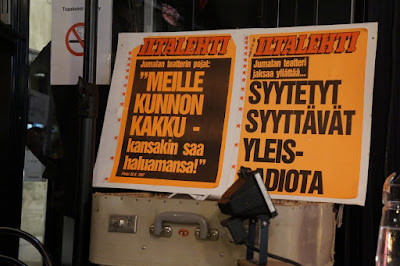 Tupakointi
ILTALEHTI
Jumalan teatterin pojat:
"MEILLE
KUNNON
KAKKU -
kansakin saa
haluamansa!"
ILTALEHTI
Jumalan teatteri
jaksaa yllättää...
SYYTETYT
SYYTTÄVÄT
YLEIS-
ADIOTA